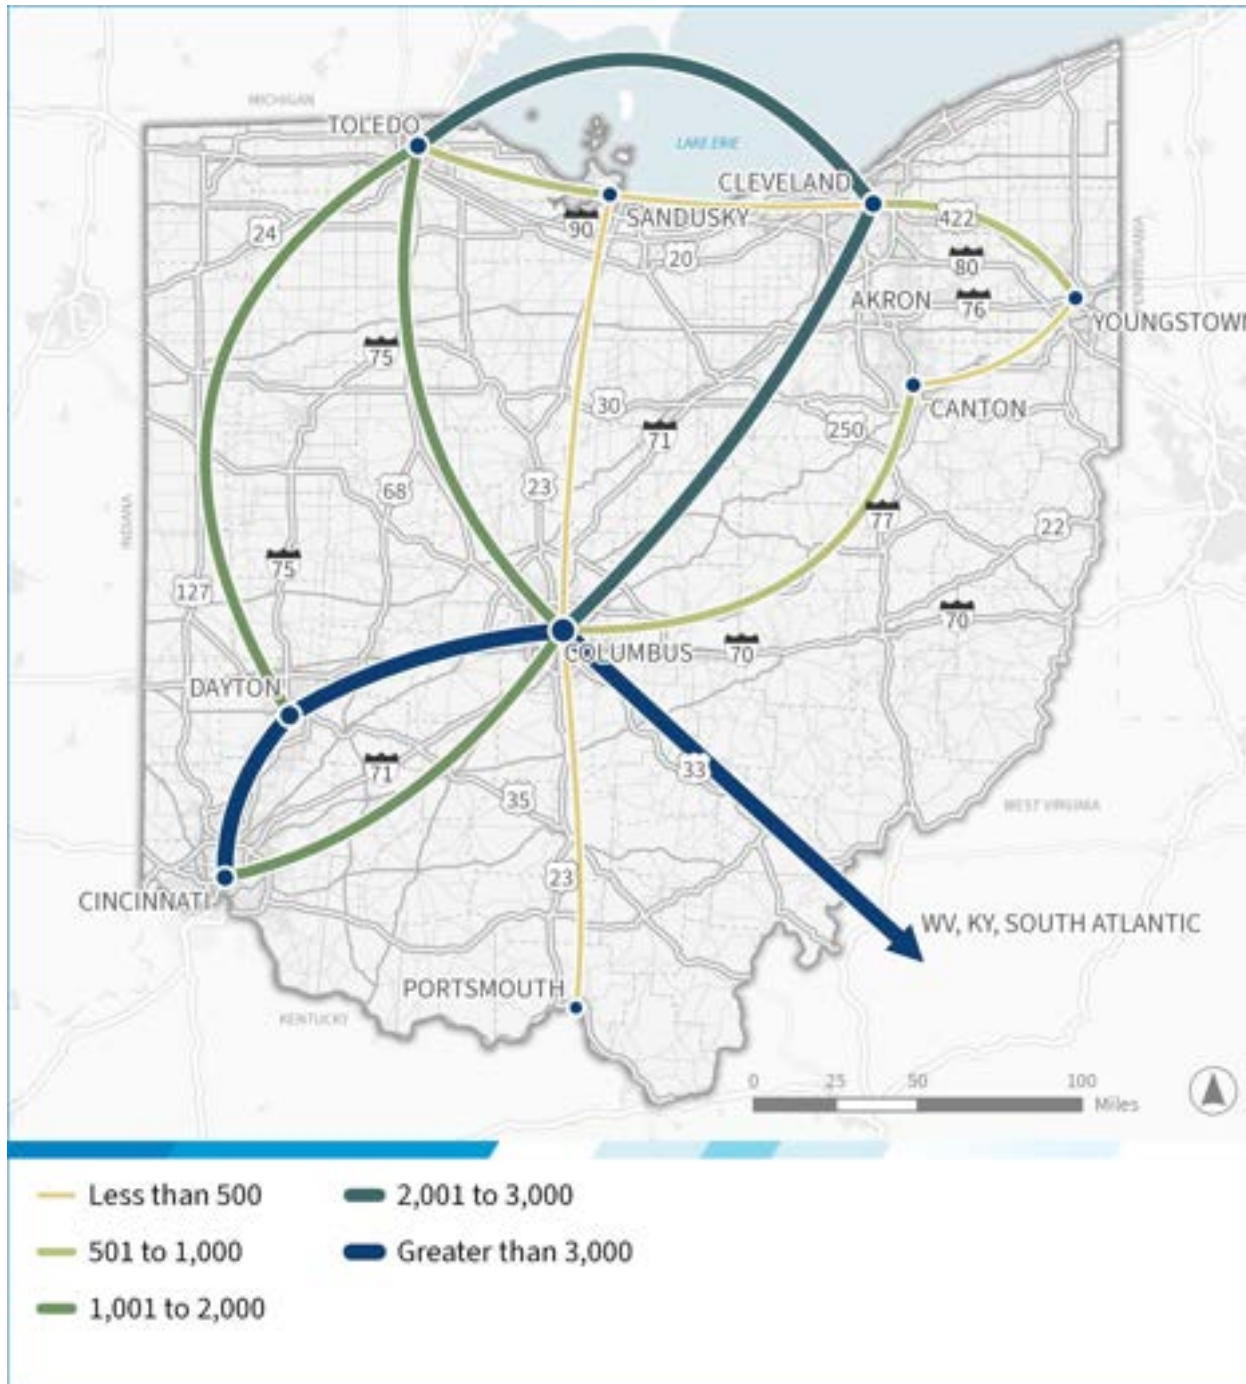 MICHIGAN
TOLEDO
LAKE ERIE
CLEVELAND
SANDUSKY
90
422
24
20
80
AKRON
76
YOUNGSTOWN
75
30
CANTON
250
71
68
23
77
22
INDIANA
75
127
70
COLUMBUS
70
DAYTON
71
33
35
WEST VIRGINIA
23
CINCINNATI
WV, KY, SOUTH ATLANTIC
PORTSMOUTH
KENTUCKY
0 25 50 100
Miles
Less than 500
2,001 to 3,000
501 to 1,000
Greater than 3,000
1,001 to 2,000